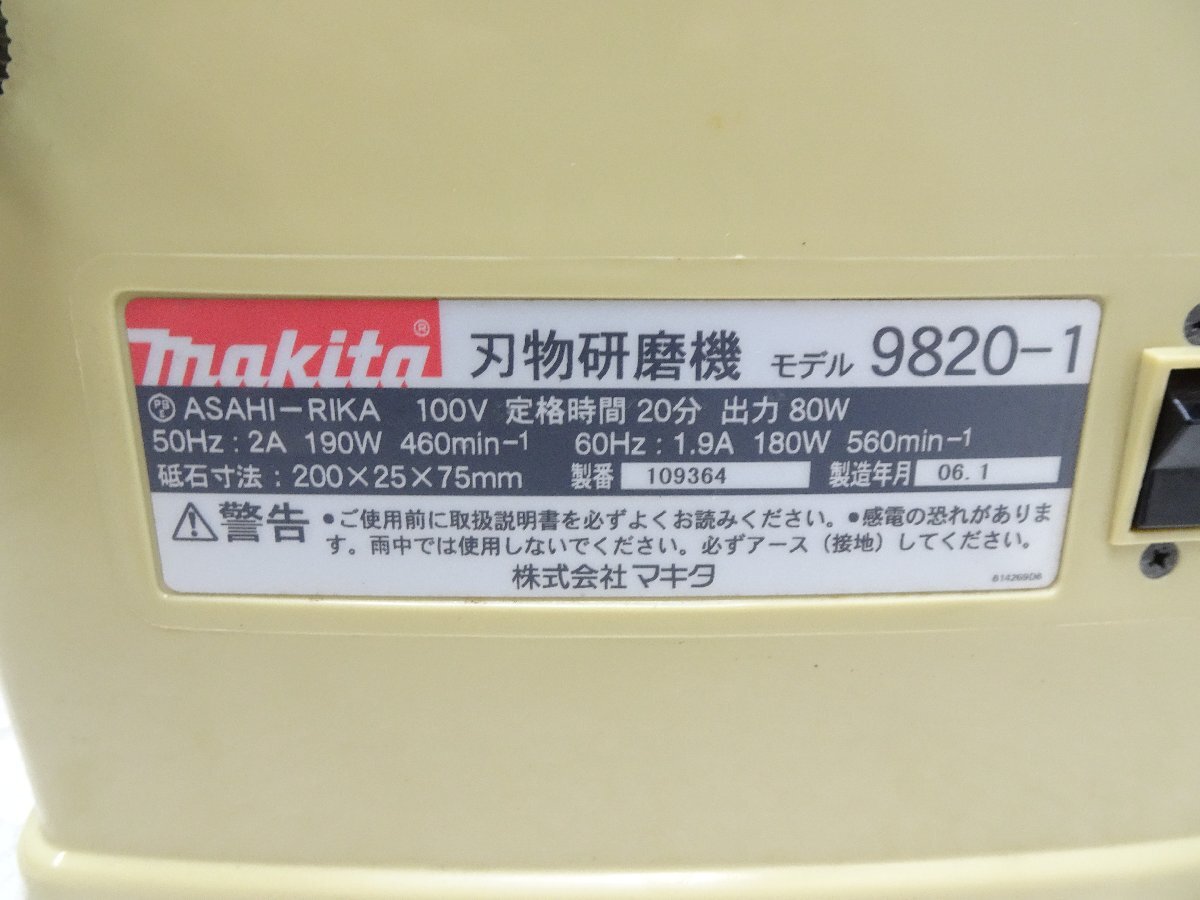 makita® 刃物研磨機 モデル 9820-1
PSE ASAHI-RIKA 100V 定格時間 20分 出力 80W
50Hz : 2A 190W 460min-1 60Hz : 1.9A 180W 560min-1
砥石寸法 : 200×25×75mm 製番 109364 製造年月 06. 1
⚠警告 •ご使用前に取扱説明書を必ずよくお読みください。•感電の恐れがありま
す。雨中では使用しないでください。必ずアース（接地）してください。
株式会社 マキタ 814269D6